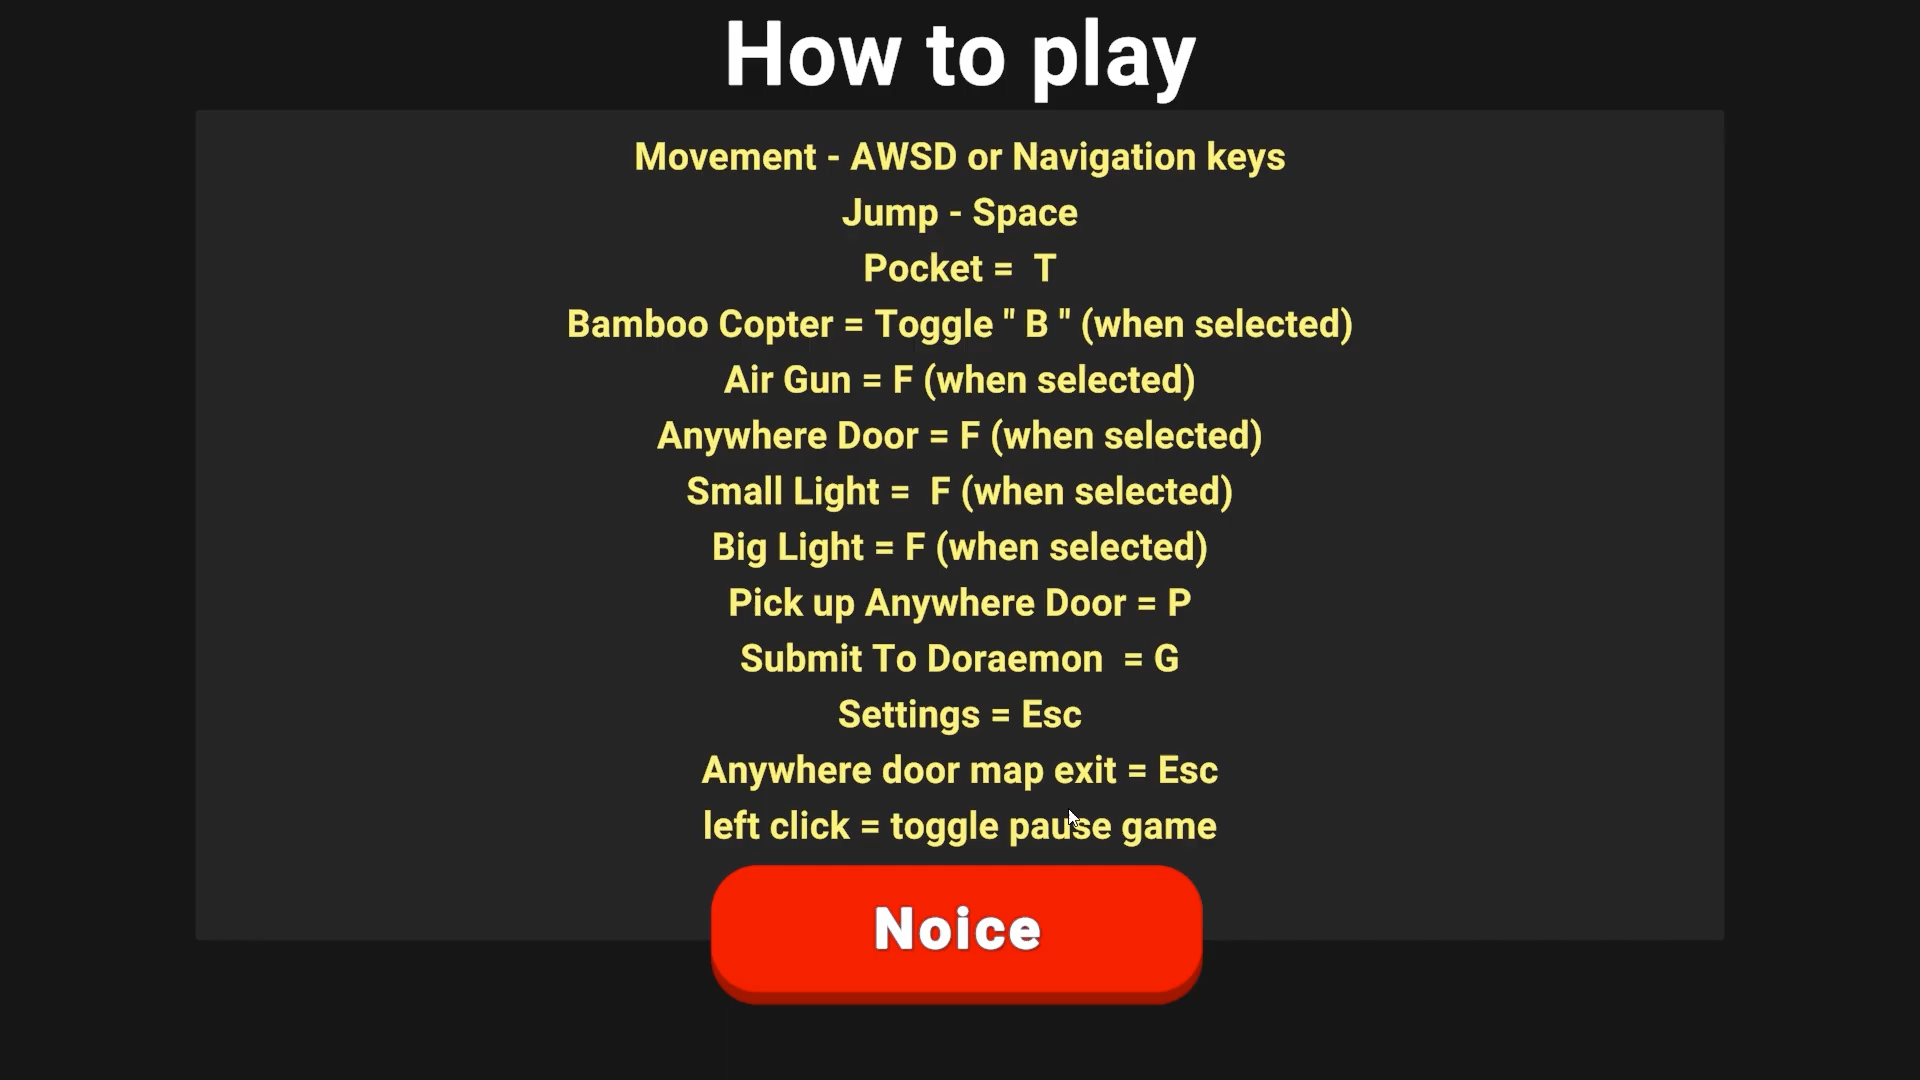 How to play
Movement - AWSD or Navigation keys
Jump - Space
Pocket =  T
Bamboo Copter = Toggle " B " (when selected)
Air Gun = F (when selected)
Anywhere Door = F (when selected)
Small Light =  F (when selected)
Big Light = F (when selected)
Pick up Anywhere Door = P
Submit To Doraemon  = G
Settings = Esc
Anywhere door map exit = Esc
left click = toggle pause game
Noice